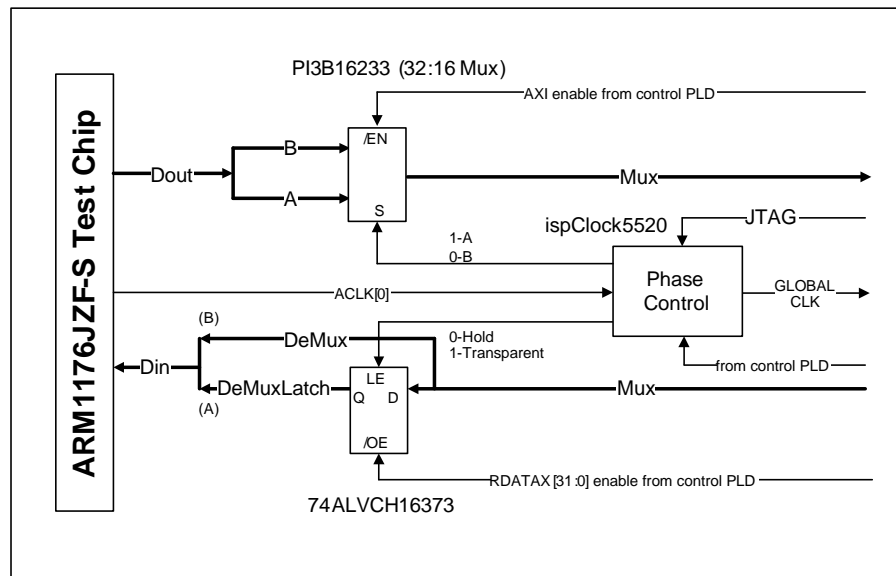 PI3B16233 (32:16 Mux)
AXI enable from control PLD
/EN
B
Dout
Mux
A
S
ispClock5520
JTAG
1-A
0-B
Phase
Control
GLOBAL
CLK
ACLK[0]
ARM1176JZF-S Test Chip
(B)
DeMux
0-Hold
1-Transparent
from control PLD
Din
LE
DeMuxLatch
Q
D
Mux
(A)
/OE
RDATAX[31:0] enable from control PLD
74ALVCH16373